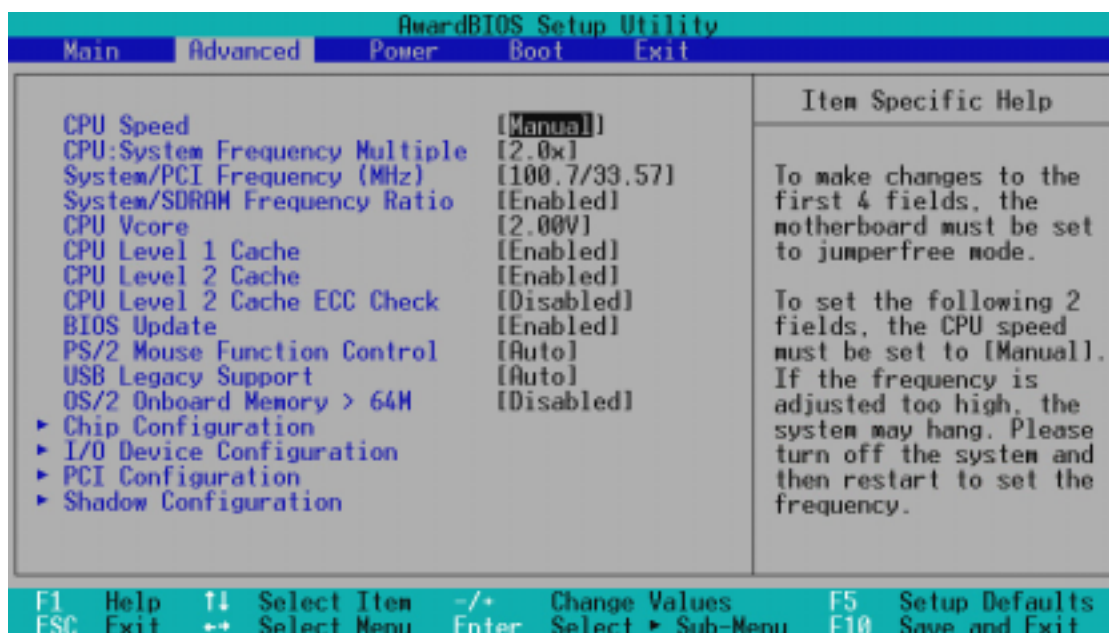 AwardBIOS Setup Utility
Main Advanced Power Boot Exit
CPU Speed [Manual]
CPU:System Frequency Multiple [2.0x]
System/PCI Frequency (MHz) [100.7/33.57]
System/SDRAM Frequency Ratio [Enabled]
CPU Vcore [2.00V]
CPU Level 1 Cache [Enabled]
CPU Level 2 Cache [Enabled]
CPU Level 2 Cache ECC Check [Disabled]
BIOS Update [Enabled]
PS/2 Mouse Function Control [Auto]
USB Legacy Support [Auto]
OS/2 Onboard Memory > 64M [Disabled]
► Chip Configuration
► I/O Device Configuration
► PCI Configuration
► Shadow Configuration
Item Specific Help
To make changes to the
first 4 fields, the
motherboard must be set
to jumperfree mode.
To set the following 2
fields, the CPU speed
must be set to [Manual].
If the frequency is
adjusted too high, the
system may hang. Please
turn off the system and
then restart to set the
frequency.
F1 Help ↑↓ Select Item -/+ Change Values F5 Setup Defaults
ESC Exit ←→ Select Menu Enter Select ► Sub-Menu F10 Save and Exit